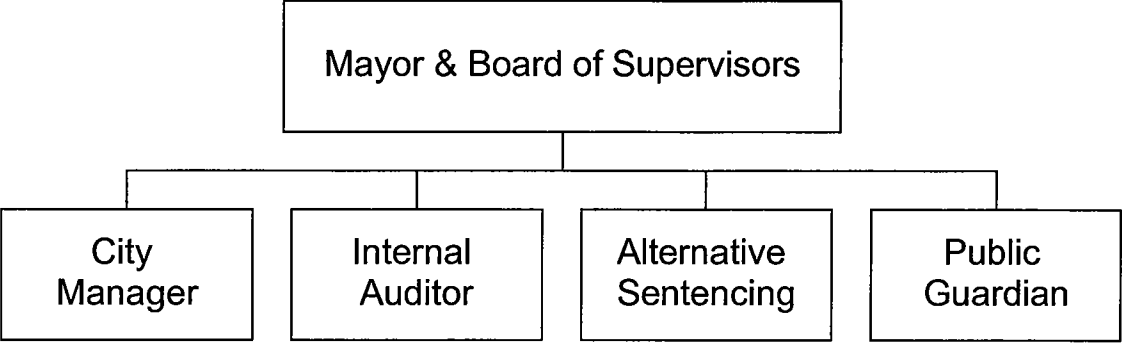 Mayor & Board of Supervisors
City
Manager
Internal
Auditor
Alternative
Sentencing
Public
Guardian